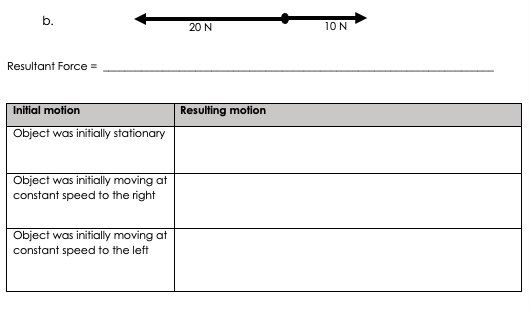 b.
20 N
10 N
Resultant Force = ______________________________
Initial motion
Resulting motion
Object was initially stationary
Object was initially moving at
constant speed to the right
Object was initially moving at
constant speed to the left